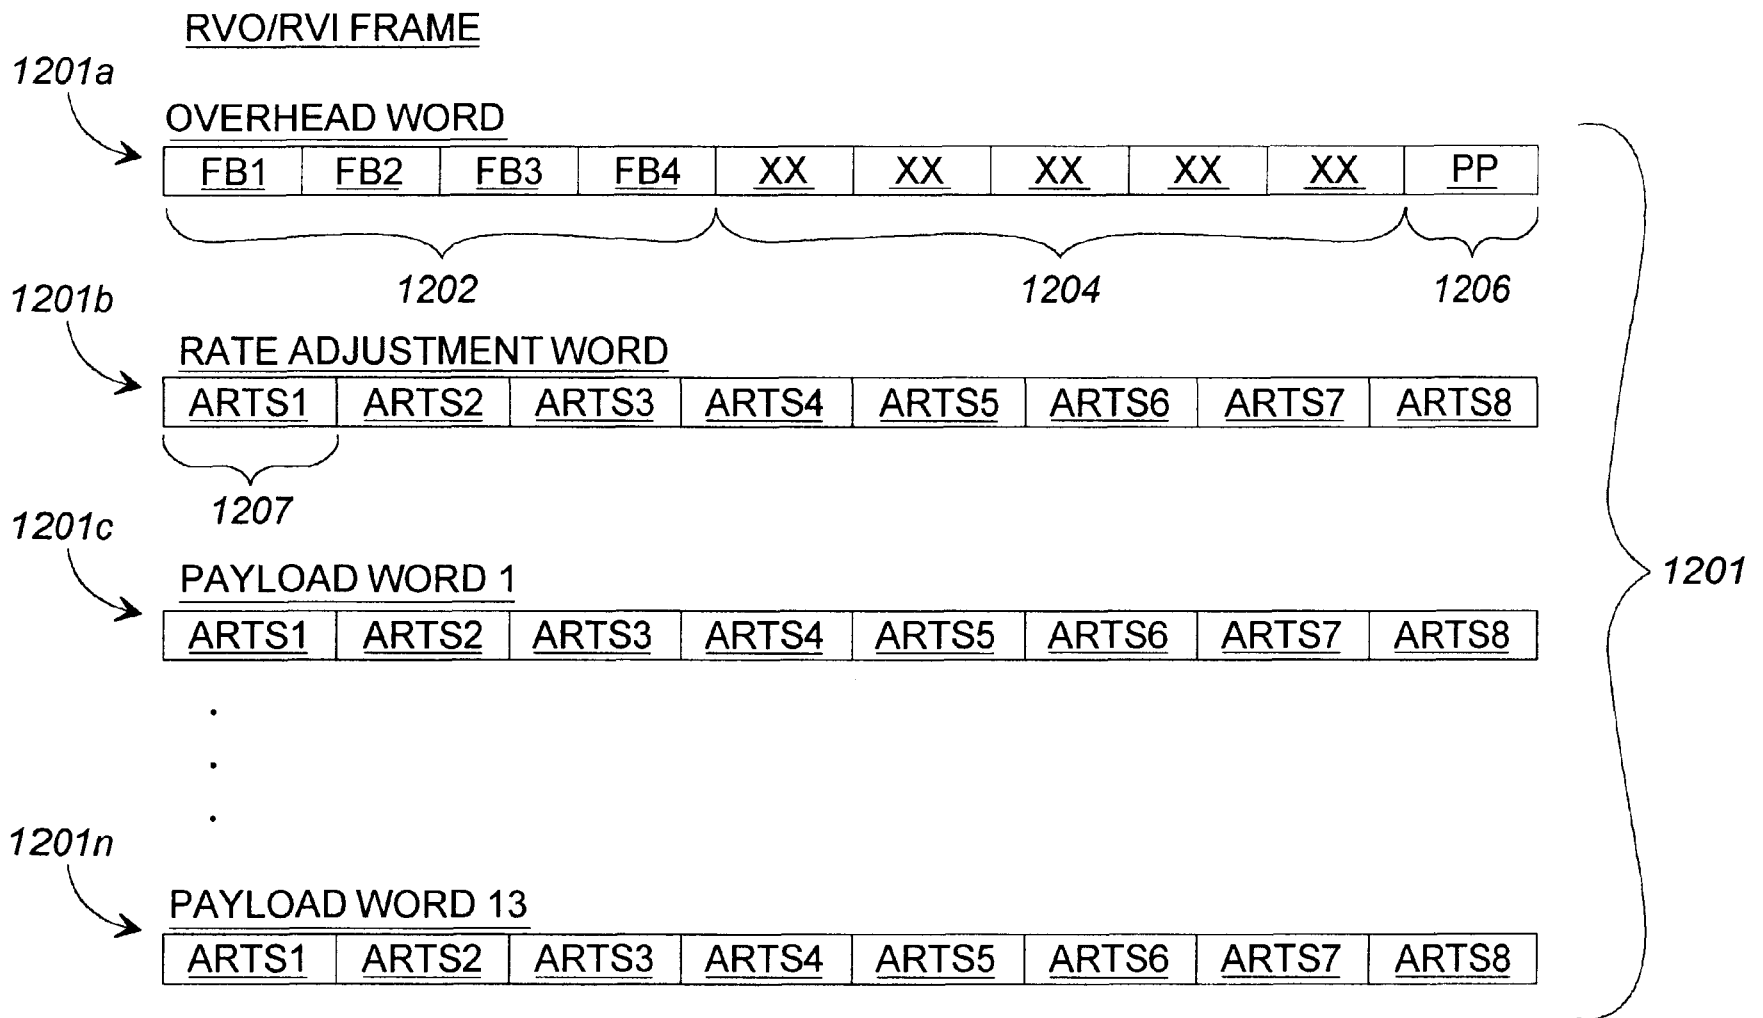 RVO/RVI FRAME
1201a
OVERHEAD WORD
FB1 FB2 FB3 FB4 XX XX XX XX XX PP
1202 1204 1206
1201b
RATE ADJUSTMENT WORD
ARTS1 ARTS2 ARTS3 ARTS4 ARTS5 ARTS6 ARTS7 ARTS8
1207
1201c
PAYLOAD WORD 1
1201
ARTS1 ARTS2 ARTS3 ARTS4 ARTS5 ARTS6 ARTS7 ARTS8
.
.
.
1201n
PAYLOAD WORD 13
ARTS1 ARTS2 ARTS3 ARTS4 ARTS5 ARTS6 ARTS7 ARTS8